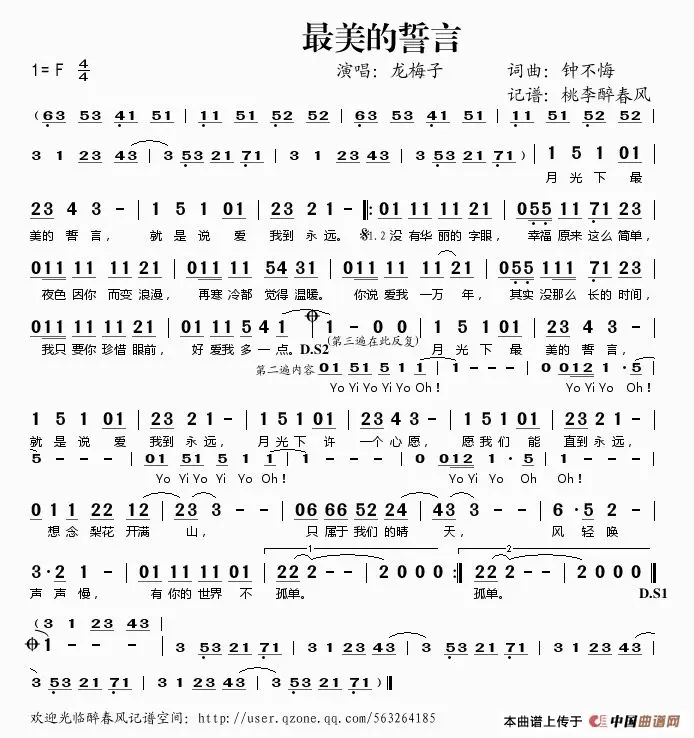 最美的誓言
1= F 4/4 演唱：龙梅子 词曲：钟不悔
记谱：桃李醉春风
( 63 53 41 51 | 51 52 51 52 | 63 53 41 51 | 51 52 52 52
3 1 23 43 | 3 53 21 71 | 3 1 23 43 | 3 53 21 71 ) | 1 5 1 01 |
月 光 下 最
23 4 3 - | 1 5 1 01 | 23 21 - ‖: 01 11 11 21 | 055 11 71 23 |
美的 誓 言， 就 是 说 爱 我到 永远。 𝄋1.2没 有华 丽的 字眼， 幸福 原来 这么 简单，
011 11 11 21 | 011 11 54 31 | 011 11 1 21 | 055 11 71 23 |
夜色 因你 而变 浪漫， 再寒 冷都 觉得 温暖。 你说 爱我 一万 年， 其实 没那么 长的 时间，
011 11 11 21 | 01 11 5 4 1 | 1 - 0 0 | 1 5 1 01 | 23 4 3 - |
我只 要你 珍惜 眼前， 好 爱我 多 一点。 D.S2 (第三遍在此反复) 月 光 下 最 美的 誓 言，
第二遍内容 01 51 5 1 1 | 1 - - - | 0 012 1 · 5 |
Yo Yi Yo Yi Yo Oh! Yo Yi Yo Oh!
1 5 1 01 | 23 21 - | 1 5 1 01 | 23 43 - | 1 51 01 | 23 21 - |
就 是 说 爱 我到 永远， 月 光 下 许 一个 心愿， 愿 我们 能 直到 永远，
5 - - - | 01 51 5 1 1 | 1 - - - | 0 012 1 · 5 | 5 - - - |
Yo Yi Yo Yi Yo Oh! Yo Yi Yo Oh!
0 1 1 22 12 | 23 3 - - | 06 66 52 24 | 43 3 - - | 6 · 5 2 - |
想 念 梨花 开满 山， 只 属于 我们 的晴 天， 风 轻 唤
3 · 2 1 - | 01 11 11 01 | 22 2 - - | 2 0 0 0 :‖ 22 2 - - | 2 0 0 0 ‖
声 声 慢， 有 你的 世界 不 孤单。 孤单。 D.S1
( 3 1 23 43 |
1 - - - | 3 53 21 71 | 3 1 23 43 | 3 53 21 71 | 3 1 23 43 |
3 53 21 71 | 3 1 23 43 | 3 53 21 71 )
欢迎光临醉春风记谱空间：http://user.qzone.qq.com/563264185
本曲谱上传于 中国曲谱网